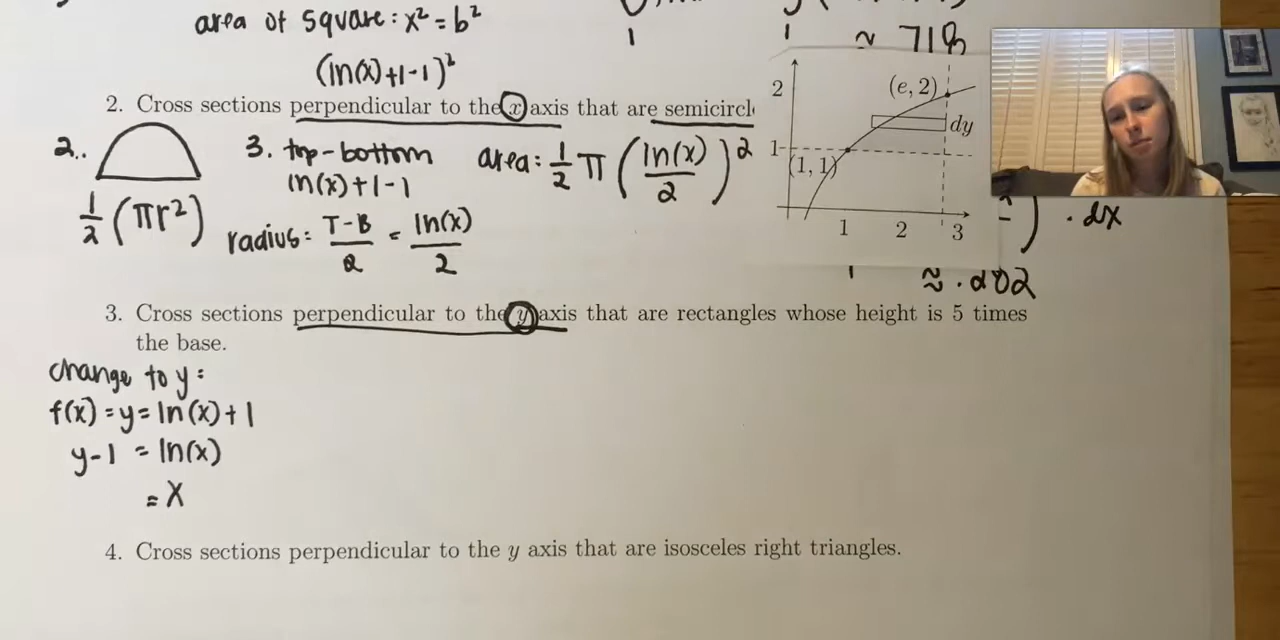 area of square: x² = b²
(ln(x)+1-1)²
≈ .718
1
2. Cross sections perpendicular to the x axis that are semicircl
2..
½(πr²)
3. top-bottom
ln(x)+1-1
radius: T-B/2 = ln(x)/2
area: ½ π (ln(x)/2)²
2
(e, 2)
dy
1
(1, 1)
1 2 3
) . dx
1
≈ .202
3. Cross sections perpendicular to the y axis that are rectangles whose height is 5 times
the base.
change to y:
f(x) = y = ln(x)+1
y-1 = ln(x)
= x
4. Cross sections perpendicular to the y axis that are isosceles right triangles.